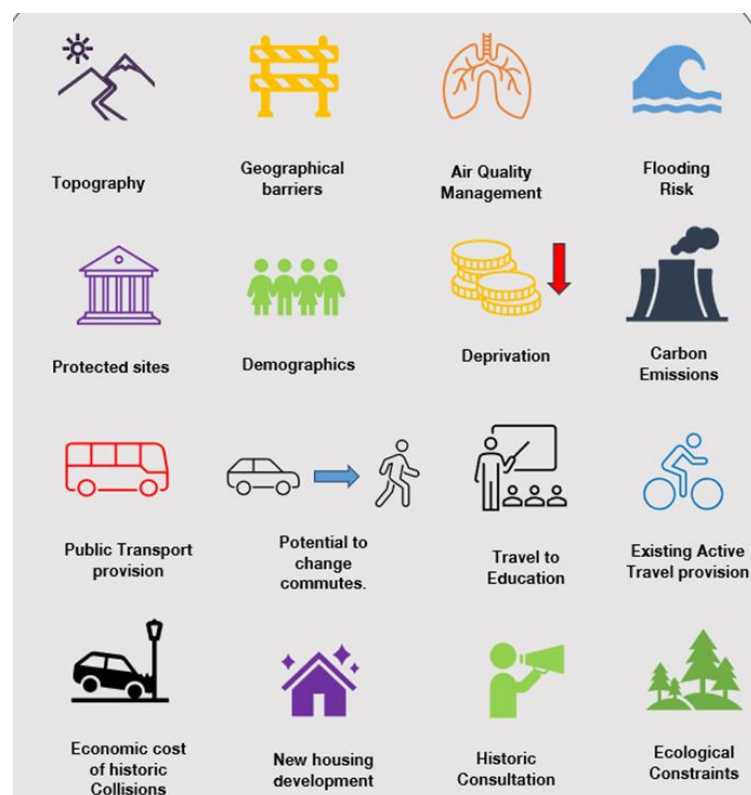 Topography
Geographical
barriers
Air Quality
Management
Flooding
Risk
Protected sites
Demographics
Deprivation
Carbon
Emissions
Public Transport
provision
Potential to
change
commutes.
Travel to
Education
Existing Active
Travel provision
Economic cost
of historic
Collisions
New housing
development
Historic
Consultation
Ecological
Constraints